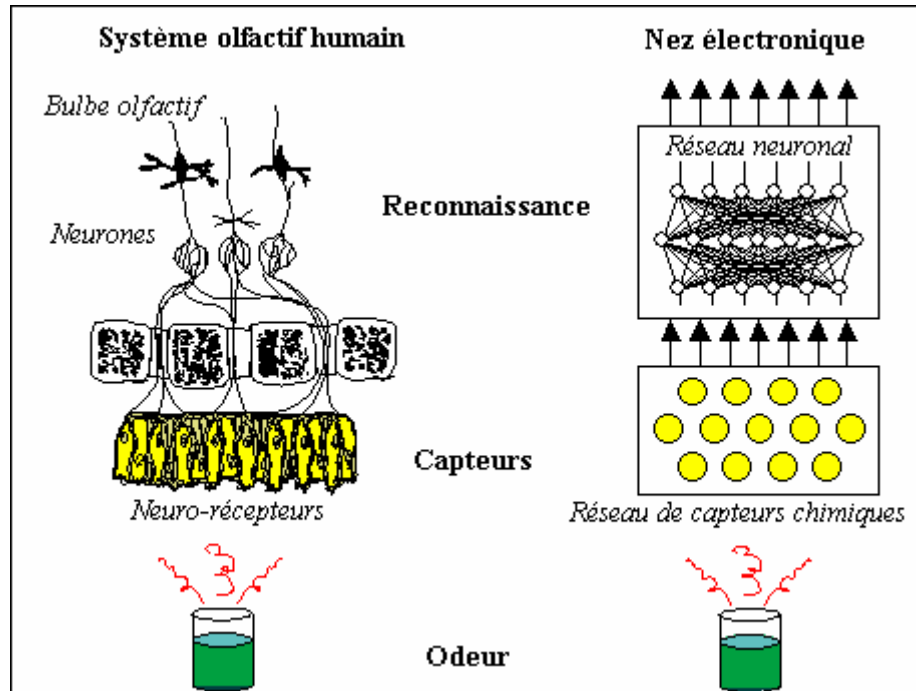 Système olfactif humain
Nez électronique
Bulbe olfactif
Réseau neuronal
Reconnaissance
Neurones
Capteurs
Neuro-récepteurs
Réseau de capteurs chimiques
Odeur